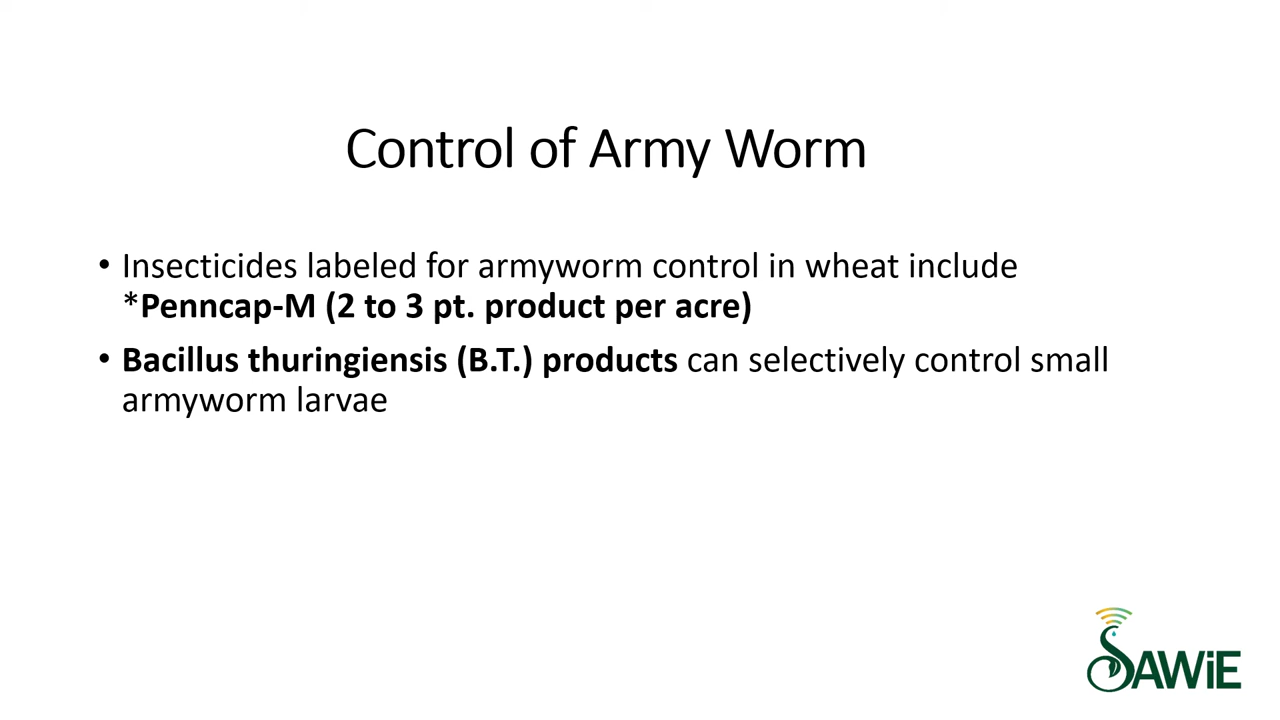 Control of Army Worm
• Insecticides labeled for armyworm control in wheat include
*Penncap-M (2 to 3 pt. product per acre)
• Bacillus thuringiensis (B.T.) products can selectively control small
armyworm larvae
SAWiE